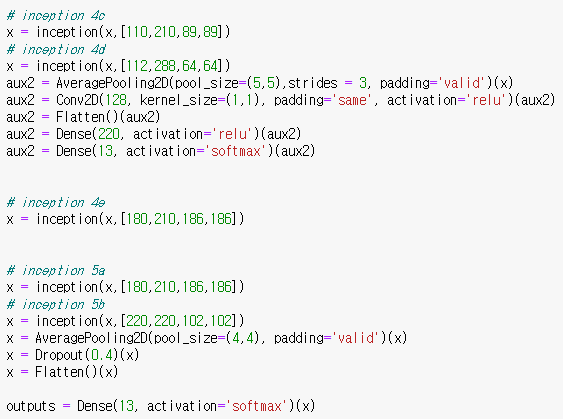 # inception 4c
x = inception(x,[110,210,89,89])
# inception 4d
x = inception(x,[112,288,64,64])
aux2 = AveragePooling2D(pool_size=(5,5),strides = 3, padding='valid')(x)
aux2 = Conv2D(128, kernel_size=(1,1), padding='same', activation='relu')(aux2)
aux2 = Flatten()(aux2)
aux2 = Dense(220, activation='relu')(aux2)
aux2 = Dense(13, activation='softmax')(aux2)
# inception 4e
x = inception(x,[180,210,186,186])
# inception 5a
x = inception(x,[180,210,186,186])
# inception 5b
x = inception(x,[220,220,102,102])
x = AveragePooling2D(pool_size=(4,4), padding='valid')(x)
x = Dropout(0.4)(x)
x = Flatten()(x)
outputs = Dense(13, activation='softmax')(x)